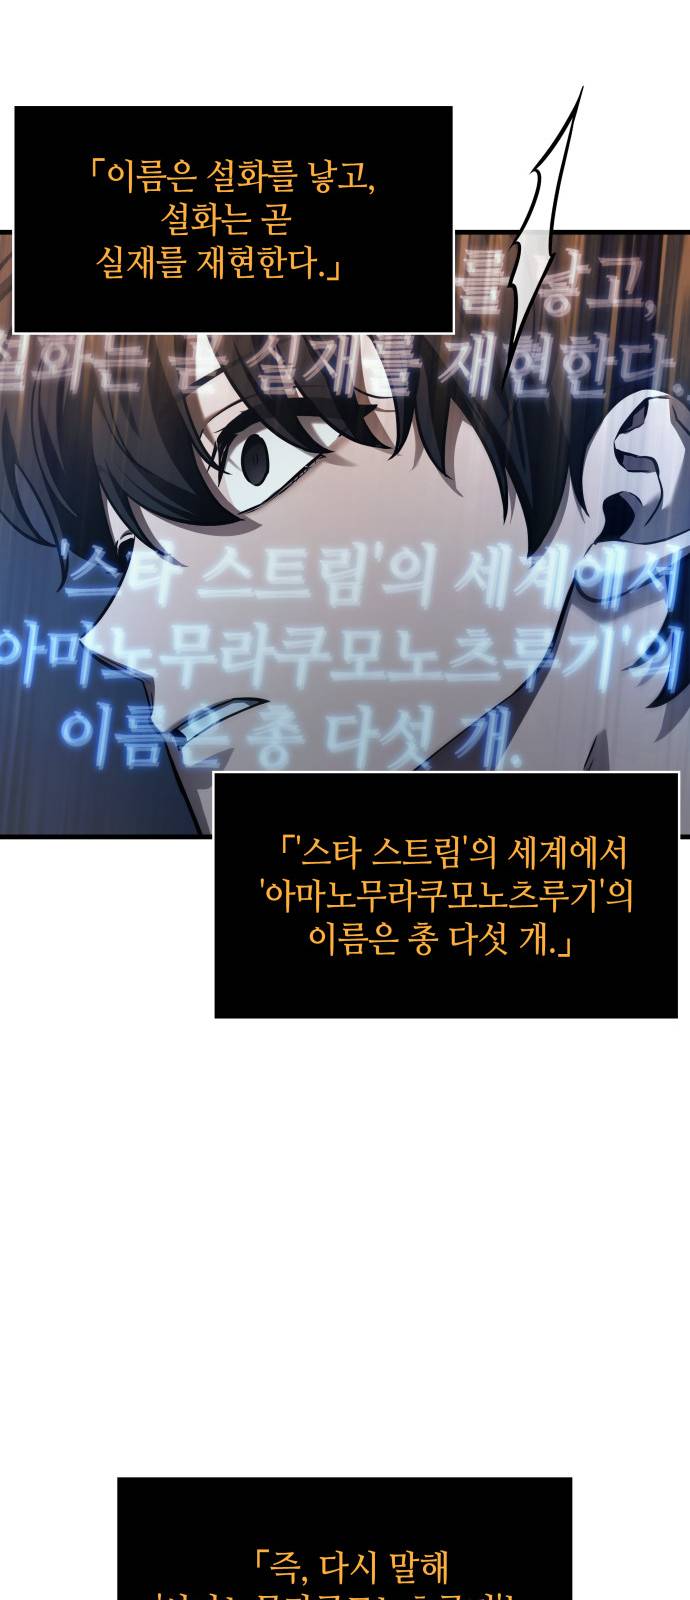 「이름은 설화를 낳고,
설화는 곧
실재를 재현한다.」
를 낳고,
설화는 곧 실재를 재현한다.
'스타 스트림'의 세계에서
'아마노무라쿠모노츠루기'의
이름은 총 다섯 개.
「'스타 스트림'의 세계에서
'아마노무라쿠모노츠루기'의
이름은 총 다섯 개.」
「즉, 다시 말해